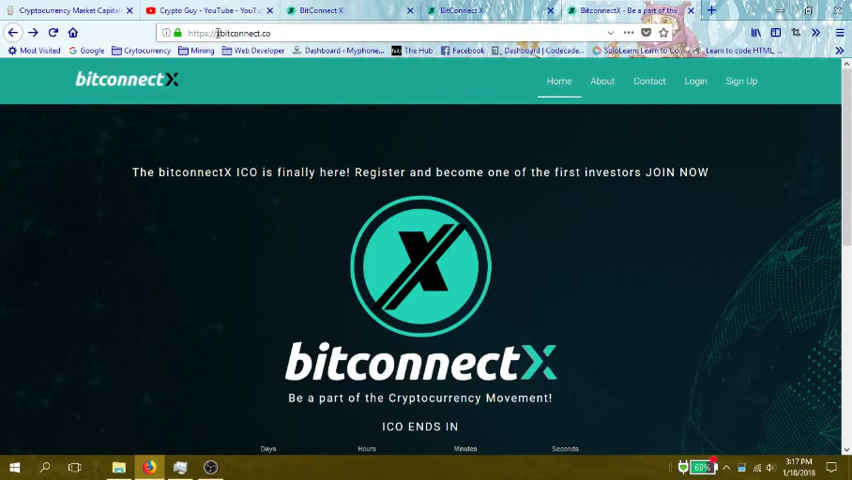 Cryptocurrency Market Capitali
Crypto Guy - YouTube - YouTu
BitConnect X
BitConnect X
BitconnectX - Be a part of the
bitconnect.co
Most Visited
Google
Crytocurrency
Mining
Web Developer
Dashboard ‹ Myphone...
hub
The Hub
Facebook
Dashboard | Codecade...
SoloLearn: Learn to cod...
Learn to code HTML,...
bitconnectX
Home
About
Contact
Login
Sign Up
The bitconnectX ICO is finally here! Register and become one of the first investors JOIN NOW
X
bitconnectX
Be a part of the Cryptocurrency Movement!
ICO ENDS IN
Days
Hours
Minutes
Seconds
60%
3:17 PM
1/10/2018